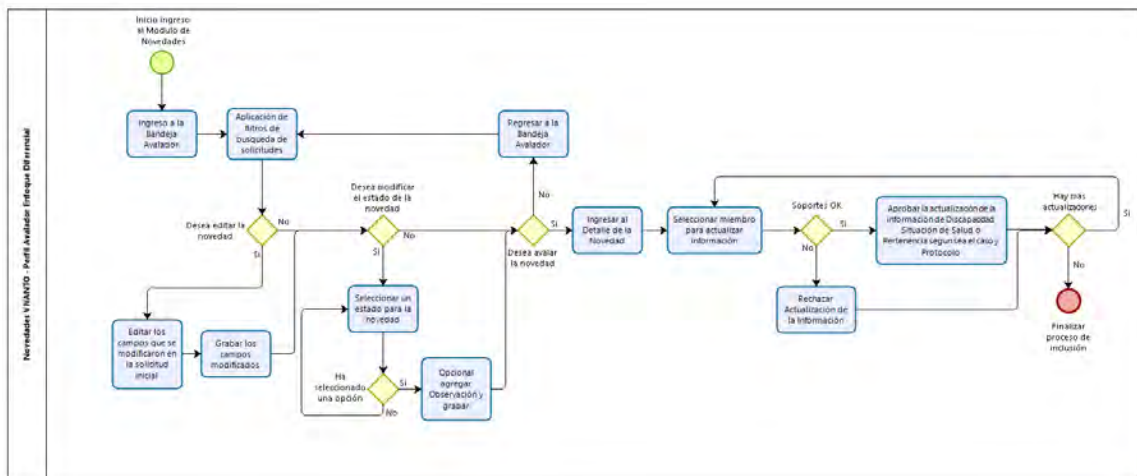 Novedades VIVANTO - Perfil Avalador Enfoque Diferencial
Inicio Ingreso
al Modulo de
Novedades
Ingreso a la
Bandeja
Avalador
Aplicación de
filtros de
busqueda de
solicitudes
Regresar a la
Bandeja
Avalador
Desea editar la
novedad
No
Si
Editar los
campos que se
modificaron en
la solicitud
inicial
Grabar los
campos
modificados
Desea modificar
el estado de la
novedad
No
Si
Seleccionar un
estado para la
novedad
Ha
seleccionado
una opción
Si
No
Opcional
agregar
Observación y
grabar
No
Si
Desea avalar
la novedad
Ingresar al
Detalle de la
Novedad
Seleccionar miembro
para actualizar
información
Soportes OK
Si
No
Aprobar la actualización de la
información de Discapacidad
Situación de Salud o
Pertenencia segun sea el caso y
Protocolo
Rechazar
Actualización de
la Información
Hay más
actualizaciones
Si
No
Finalizar
proceso de
inclusión